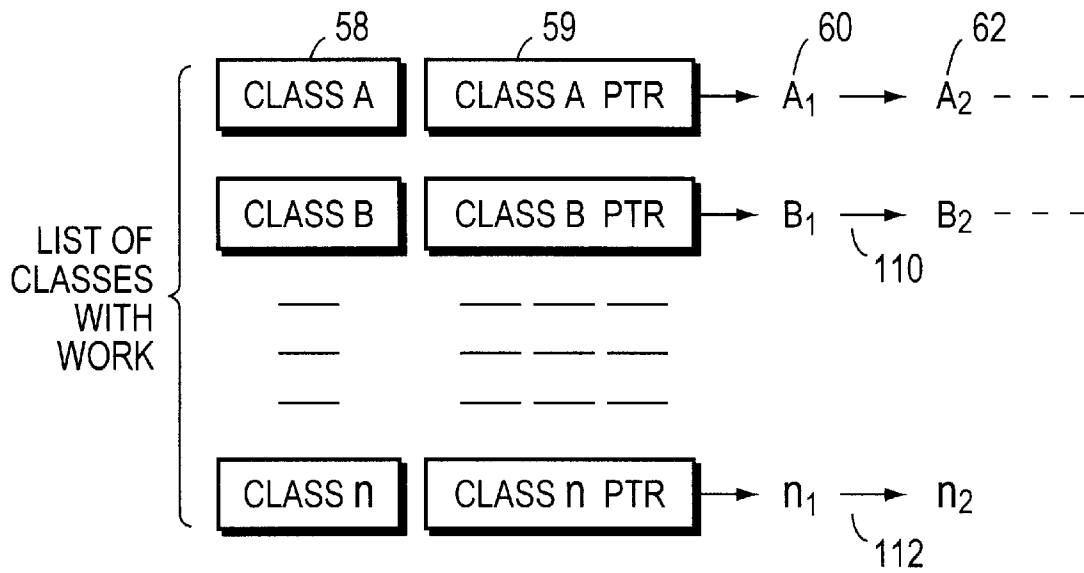 58 59 60 62
CLASS A CLASS A PTR A₁ A₂
CLASS B CLASS B PTR B₁ B₂
110
LIST OF
CLASSES
WITH
WORK
CLASS n CLASS n PTR n₁ n₂
112